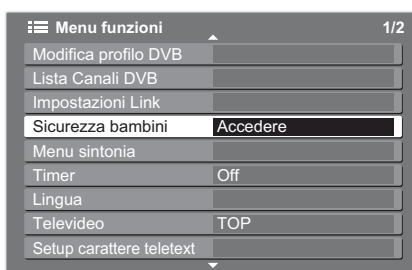 Menu funzioni 1/2
Modifica profilo DVB
Lista Canali DVB
Impostazioni Link
Sicurezza bambini Accedere
Menu sintonia
Timer Off
Lingua
Televideo TOP
Setup carattere teletext